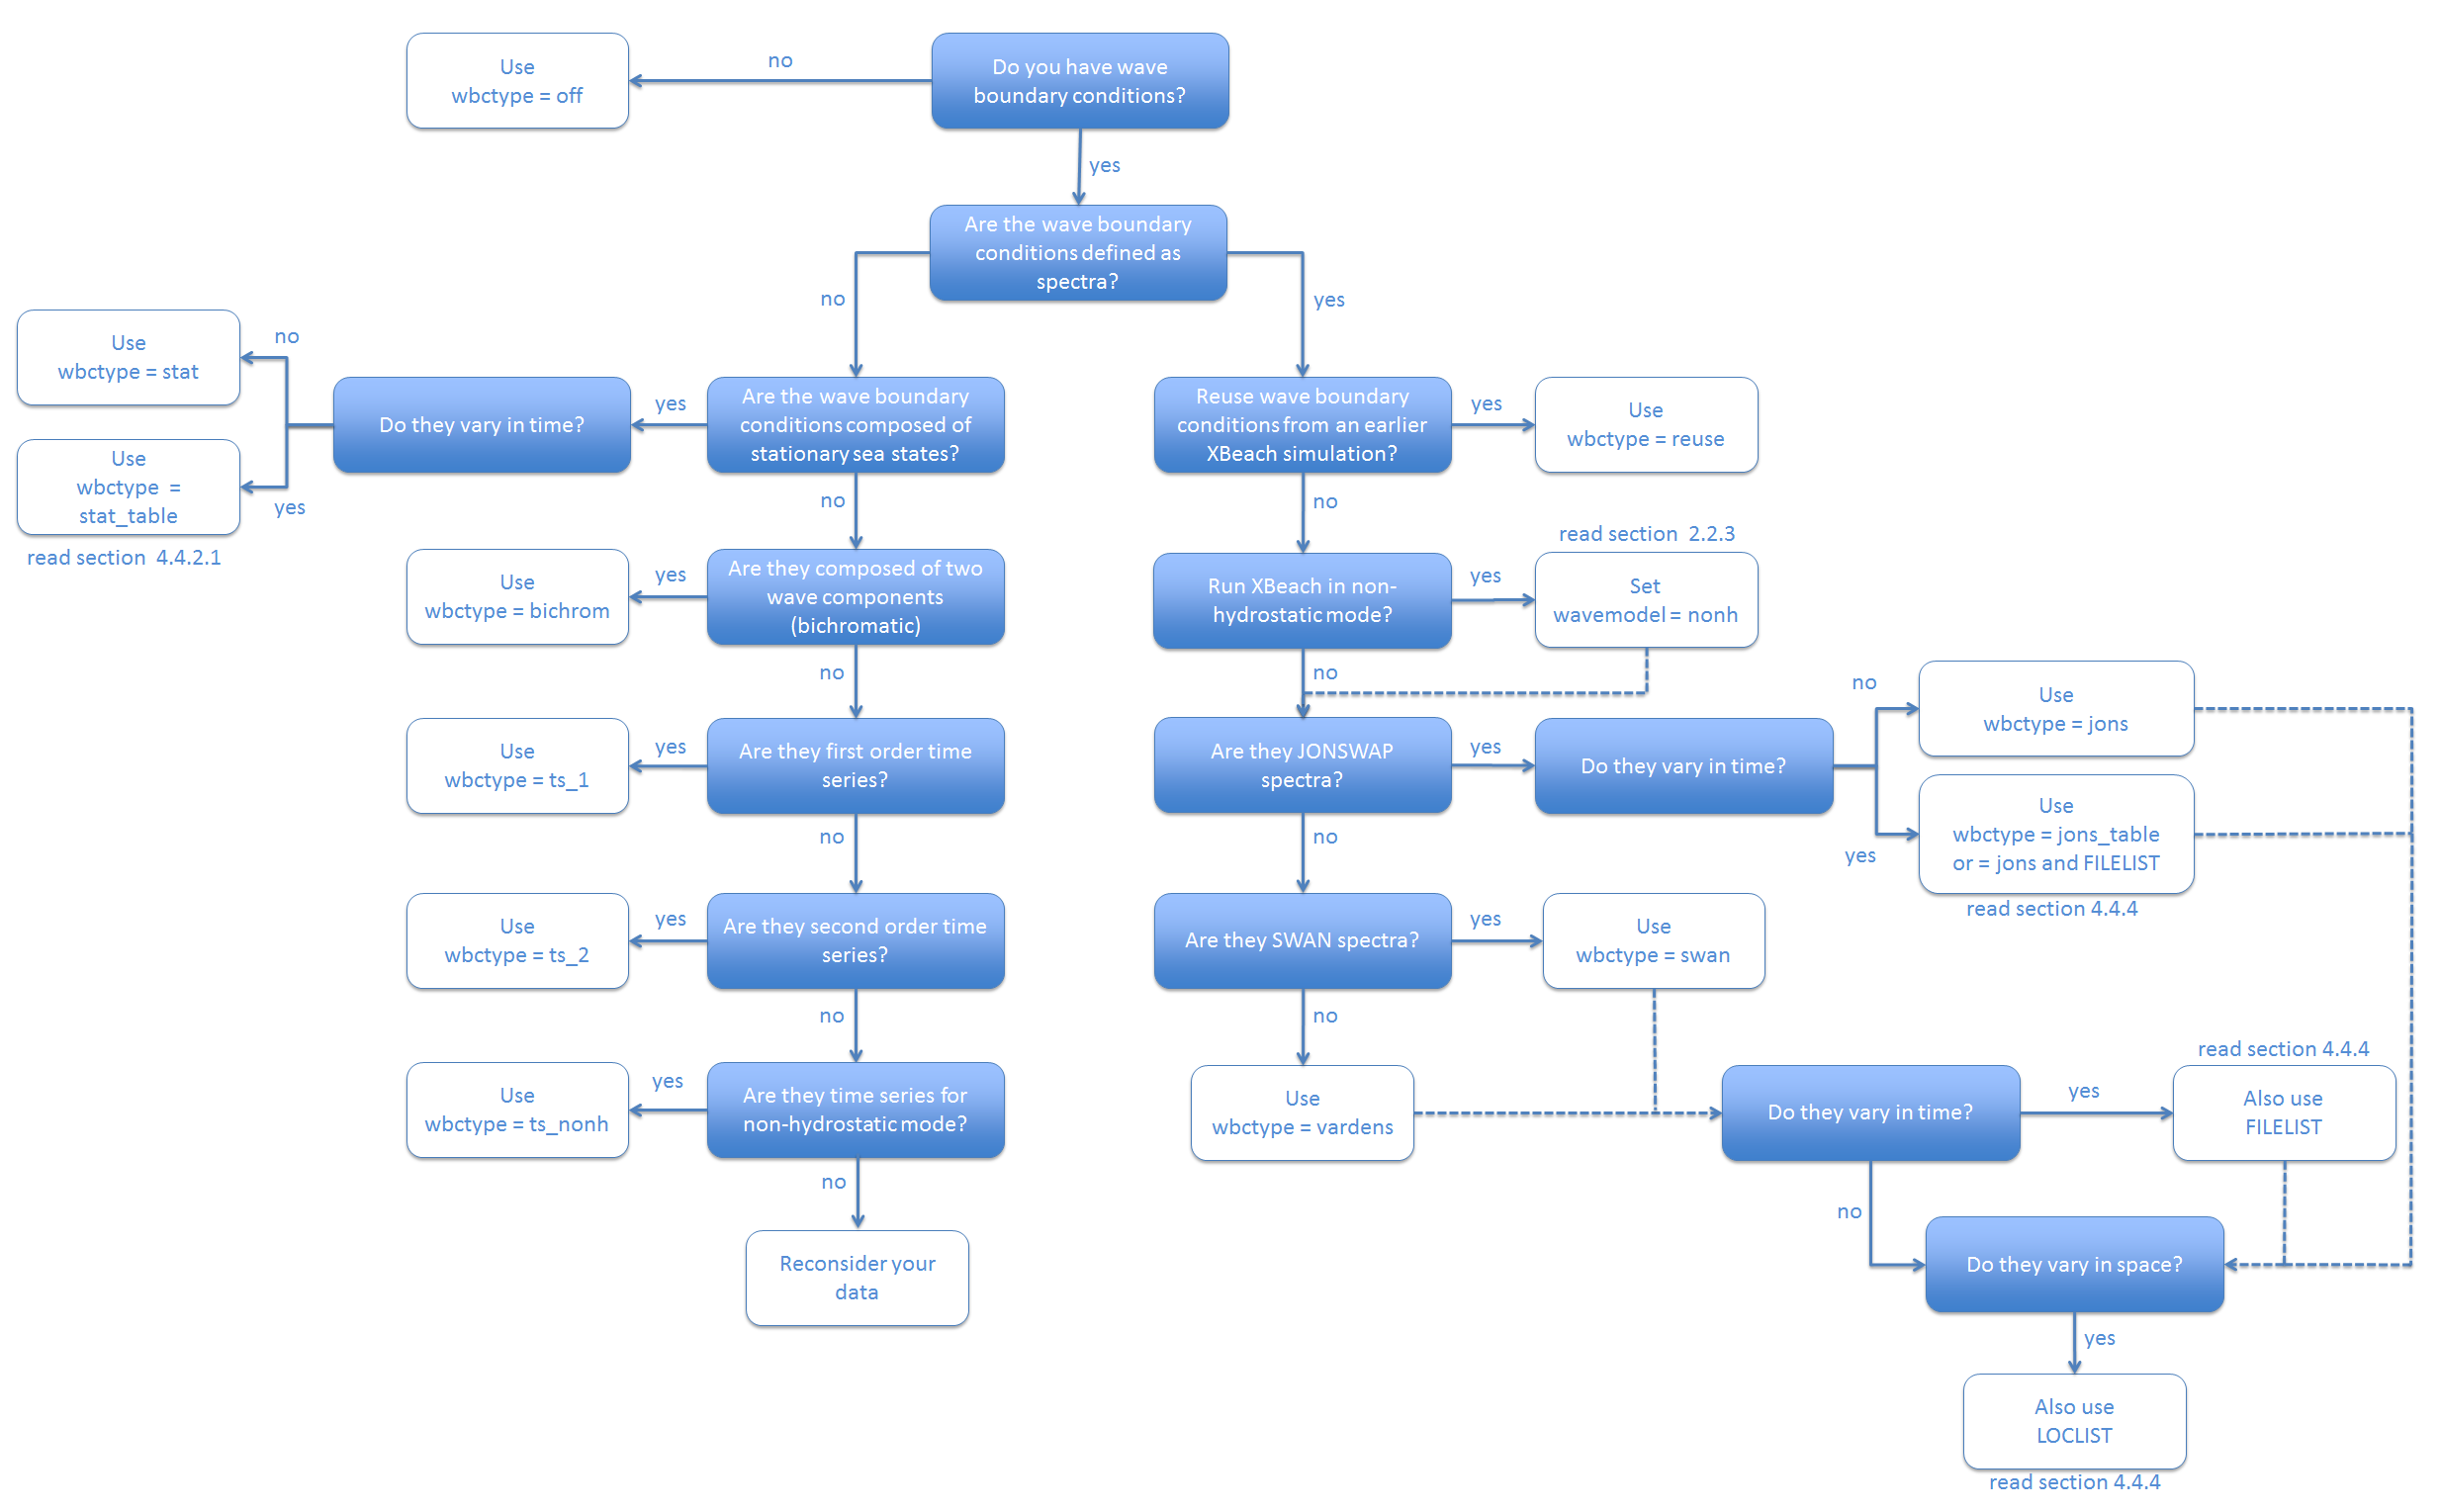 Use
wbctype = off
no
Do you have wave
boundary conditions?
yes
Are the wave boundary
conditions defined as
spectra?
no
yes
Use
wbctype = stat
no
Use
wbctype  =
stat_table
yes
read section  4.4.2.1
Do they vary in time?
yes
Are the wave boundary
conditions composed of
stationary sea states?
no
Use
wbctype = bichrom
yes
Are they composed of two
wave components
(bichromatic)
no
Use
wbctype = ts_1
yes
Are they first order time
series?
no
Use
wbctype = ts_2
yes
Are they second order time
series?
no
Use
wbctype = ts_nonh
yes
Are they time series for
non-hydrostatic mode?
no
Reconsider your
data
Reuse wave boundary
conditions from an earlier
XBeach simulation?
yes
Use
wbctype = reuse
no
read section  2.2.3
Run XBeach in non-
hydrostatic mode?
yes
Set
wavemodel = nonh
no
Are they JONSWAP
spectra?
yes
Do they vary in time?
no
Use
wbctype = jons
yes
Use
wbctype = jons_table
or = jons and FILELIST
read section 4.4.4
no
Are they SWAN spectra?
yes
Use
wbctype = swan
no
Use
wbctype = vardens
Do they vary in time?
yes
read section 4.4.4
Also use
FILELIST
no
Do they vary in space?
yes
Also use
LOCLIST
read section 4.4.4